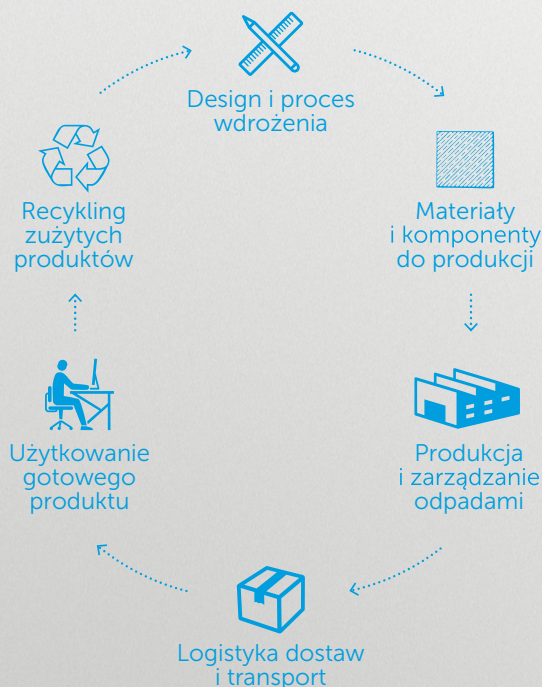 Design i proces
wdrożenia
Materiały
i komponenty
do produkcji
Produkcja
i zarządzanie
odpadami
Logistyka dostaw
i transport
Użytkowanie
gotowego
produktu
Recykling
zużytych
produktów